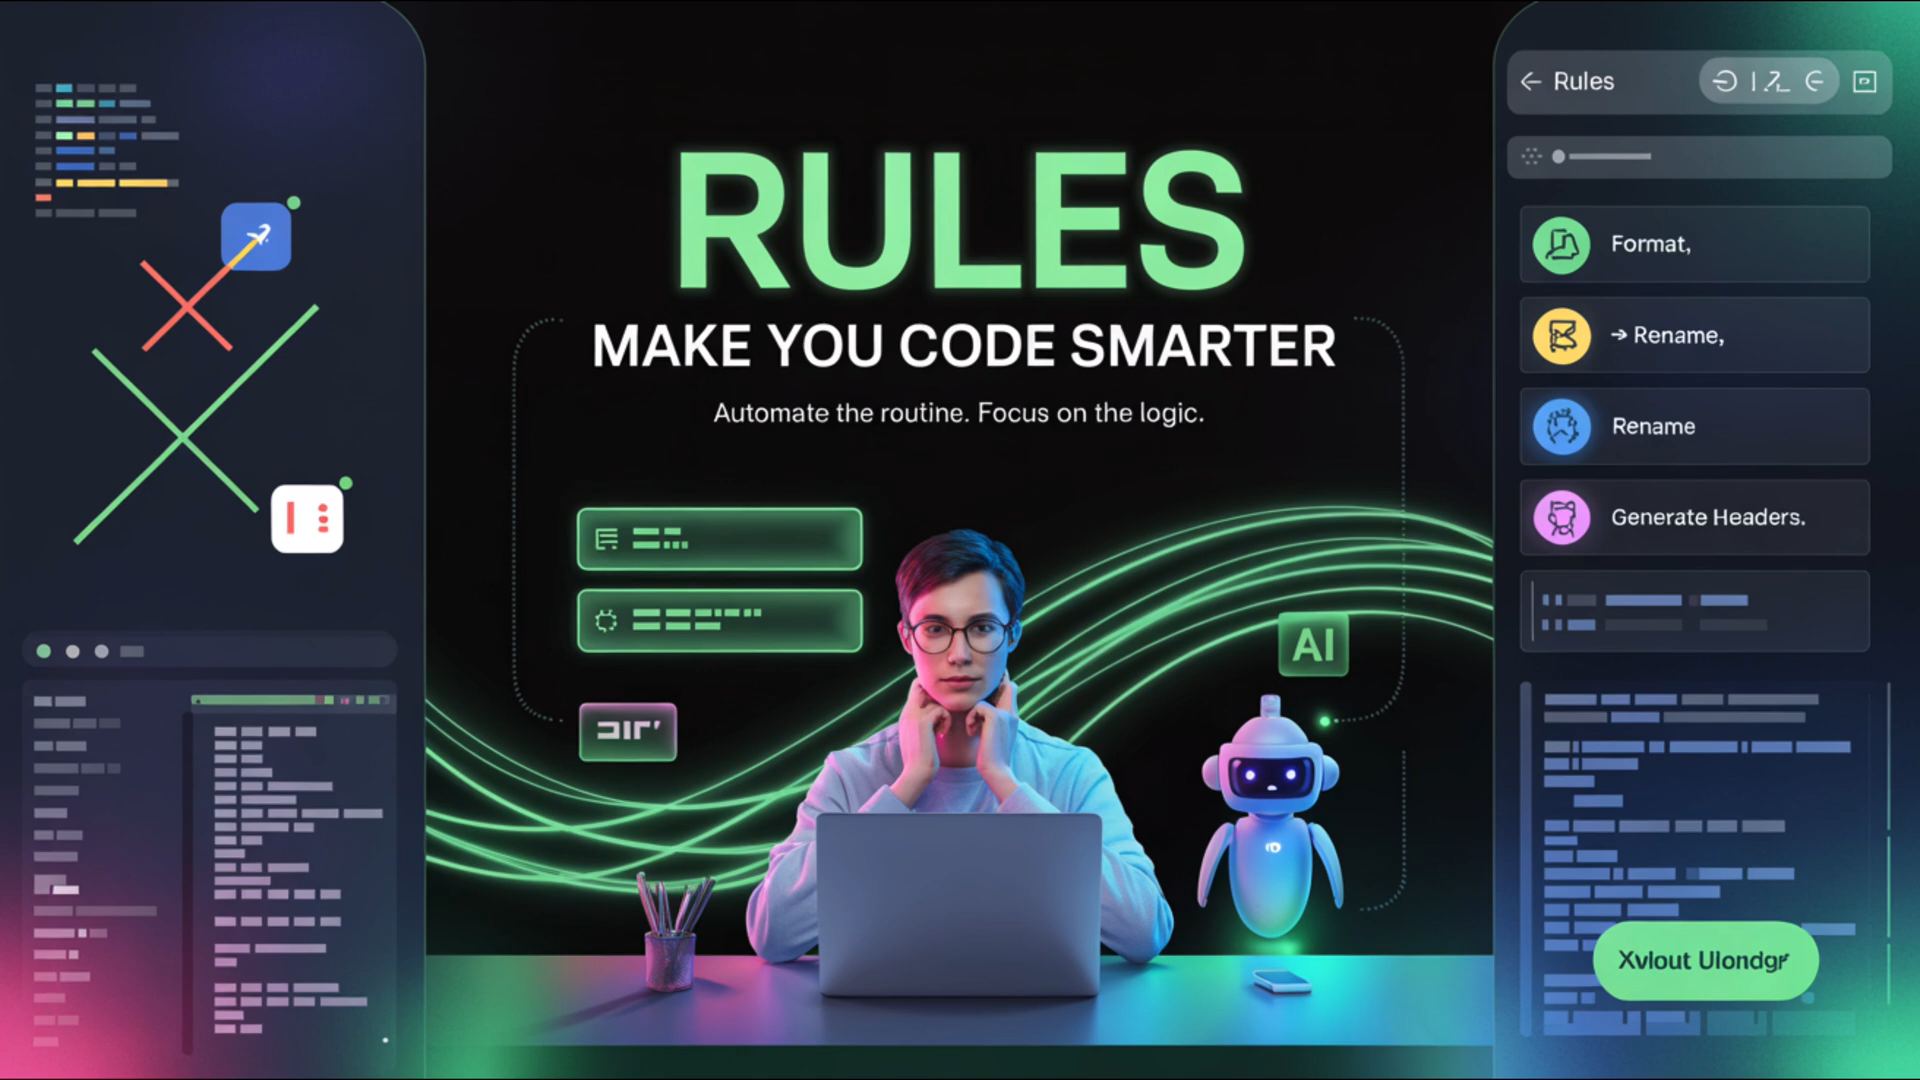 RULES
MAKE YOU CODE SMARTER
Automate the routine. Focus on the logic.
AI
← Rules
Format,
→ Rename,
Rename
Generate Headers.
Xvlout Ulondgr